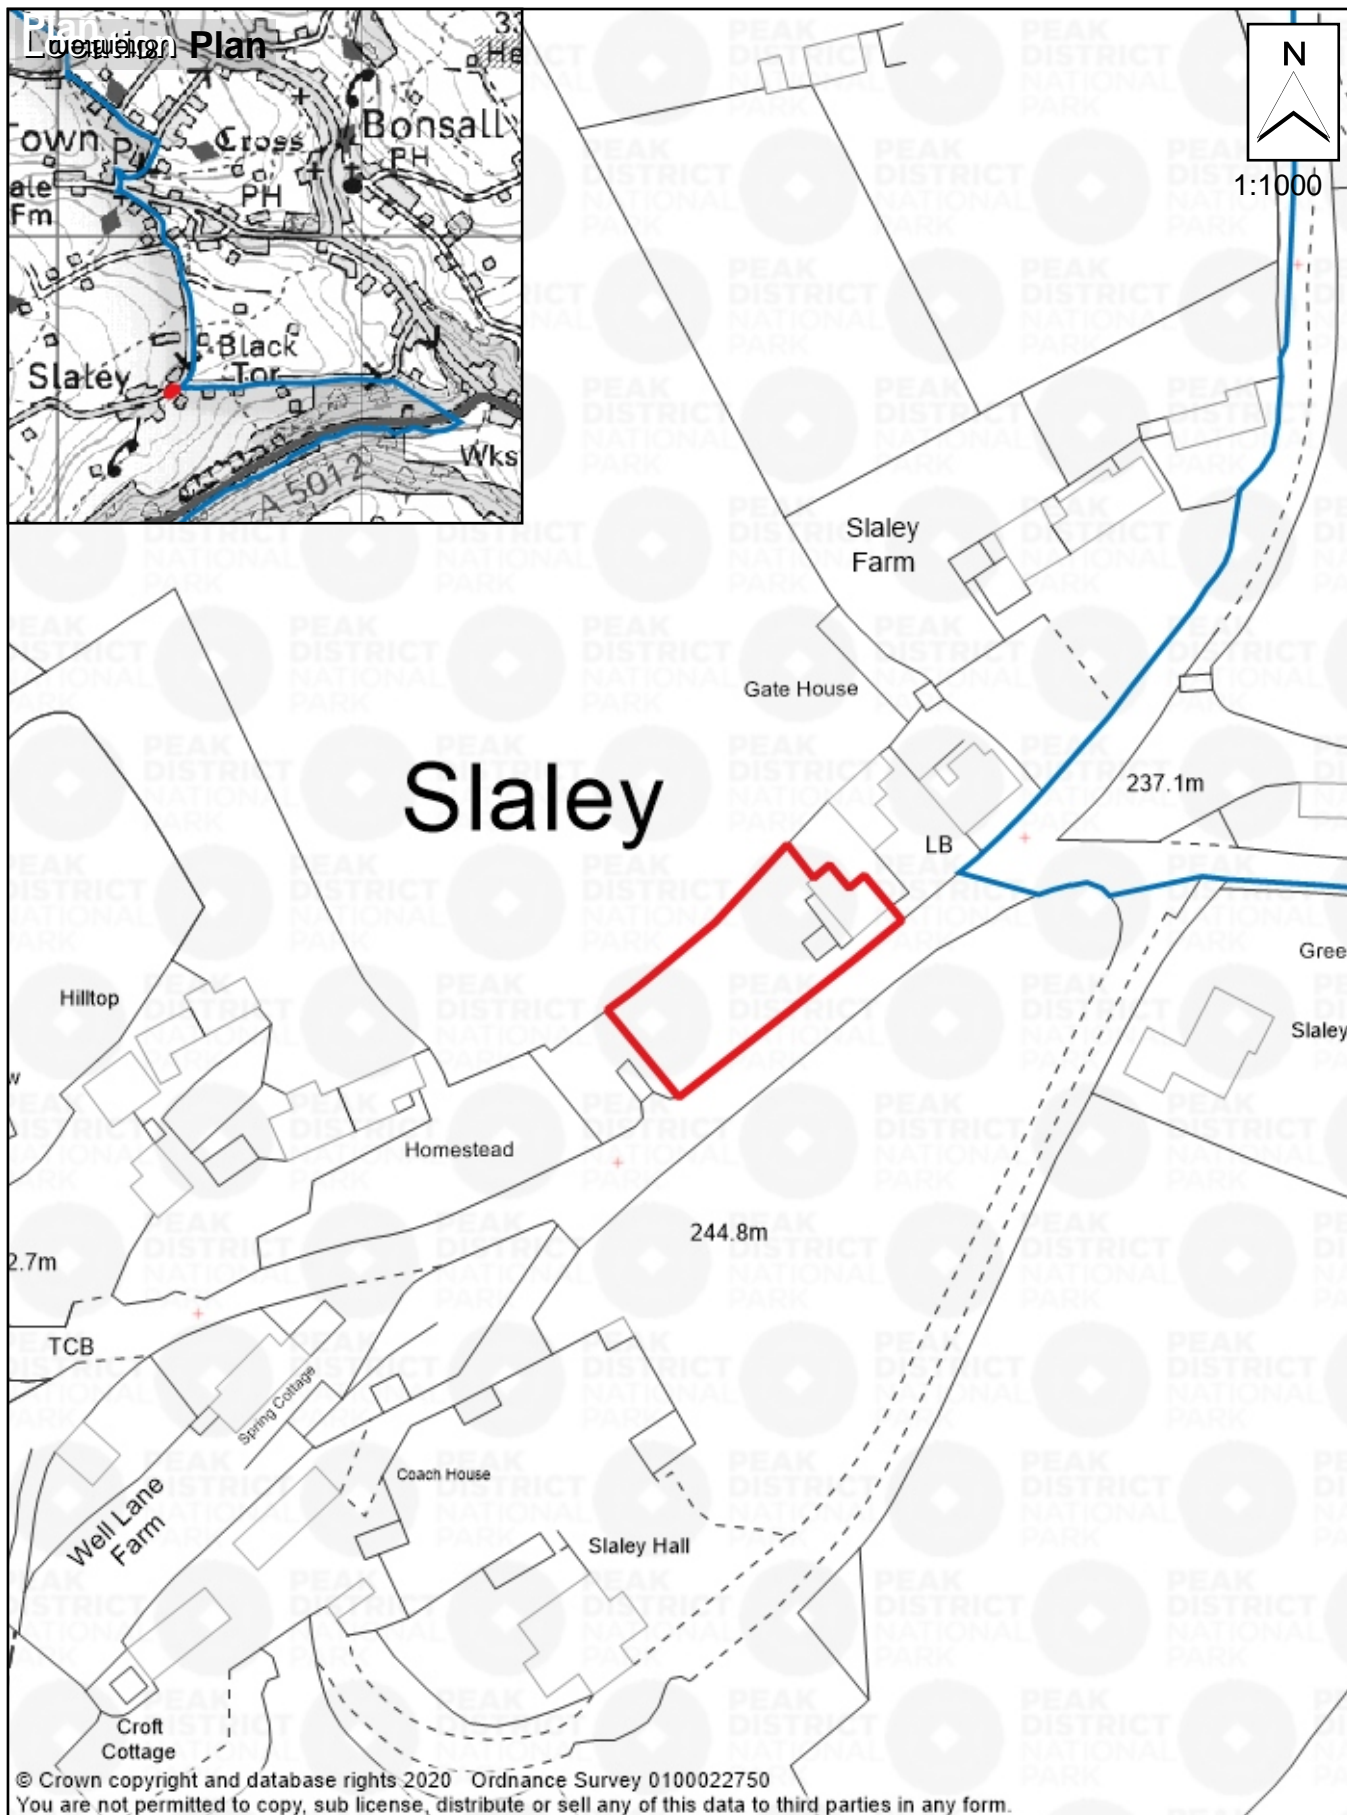 Location Plan
Town
PH
Cross
Bonsall
PH
ale
Fm
PH
Black
Tor
Slaley
A 5012
Wks
N
1:1000
Slaley
Farm
Gate House
237.1m
Slaley
LB
Hilltop
Gree
Slaley
w
Homestead
244.8m
2.7m
TCB
Spring Cottage
Coach House
Well Lane
Farm
Slaley Hall
Croft
Cottage
PEAK
DISTRICT
NATIONAL
PARK
© Crown copyright and database rights 2020 Ordnance Survey 0100022750
You are not permitted to copy, sub license, distribute or sell any of this data to third parties in any form.